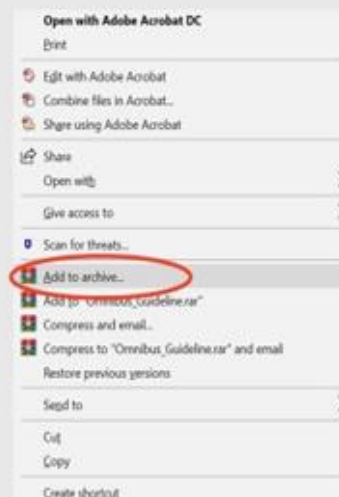 Open with Adobe Acrobat DC
Print
Edit with Adobe Acrobat
Combine files in Acrobat...
Share using Adobe Acrobat
Share
Open with
Give access to
Scan for threats...
Add to archive...
Add to "Omnibus_Guideline.rar"
Compress and email...
Compress to "Omnibus_Guideline.rar" and email
Restore previous versions
Send to
Cut
Copy
Create shortcut